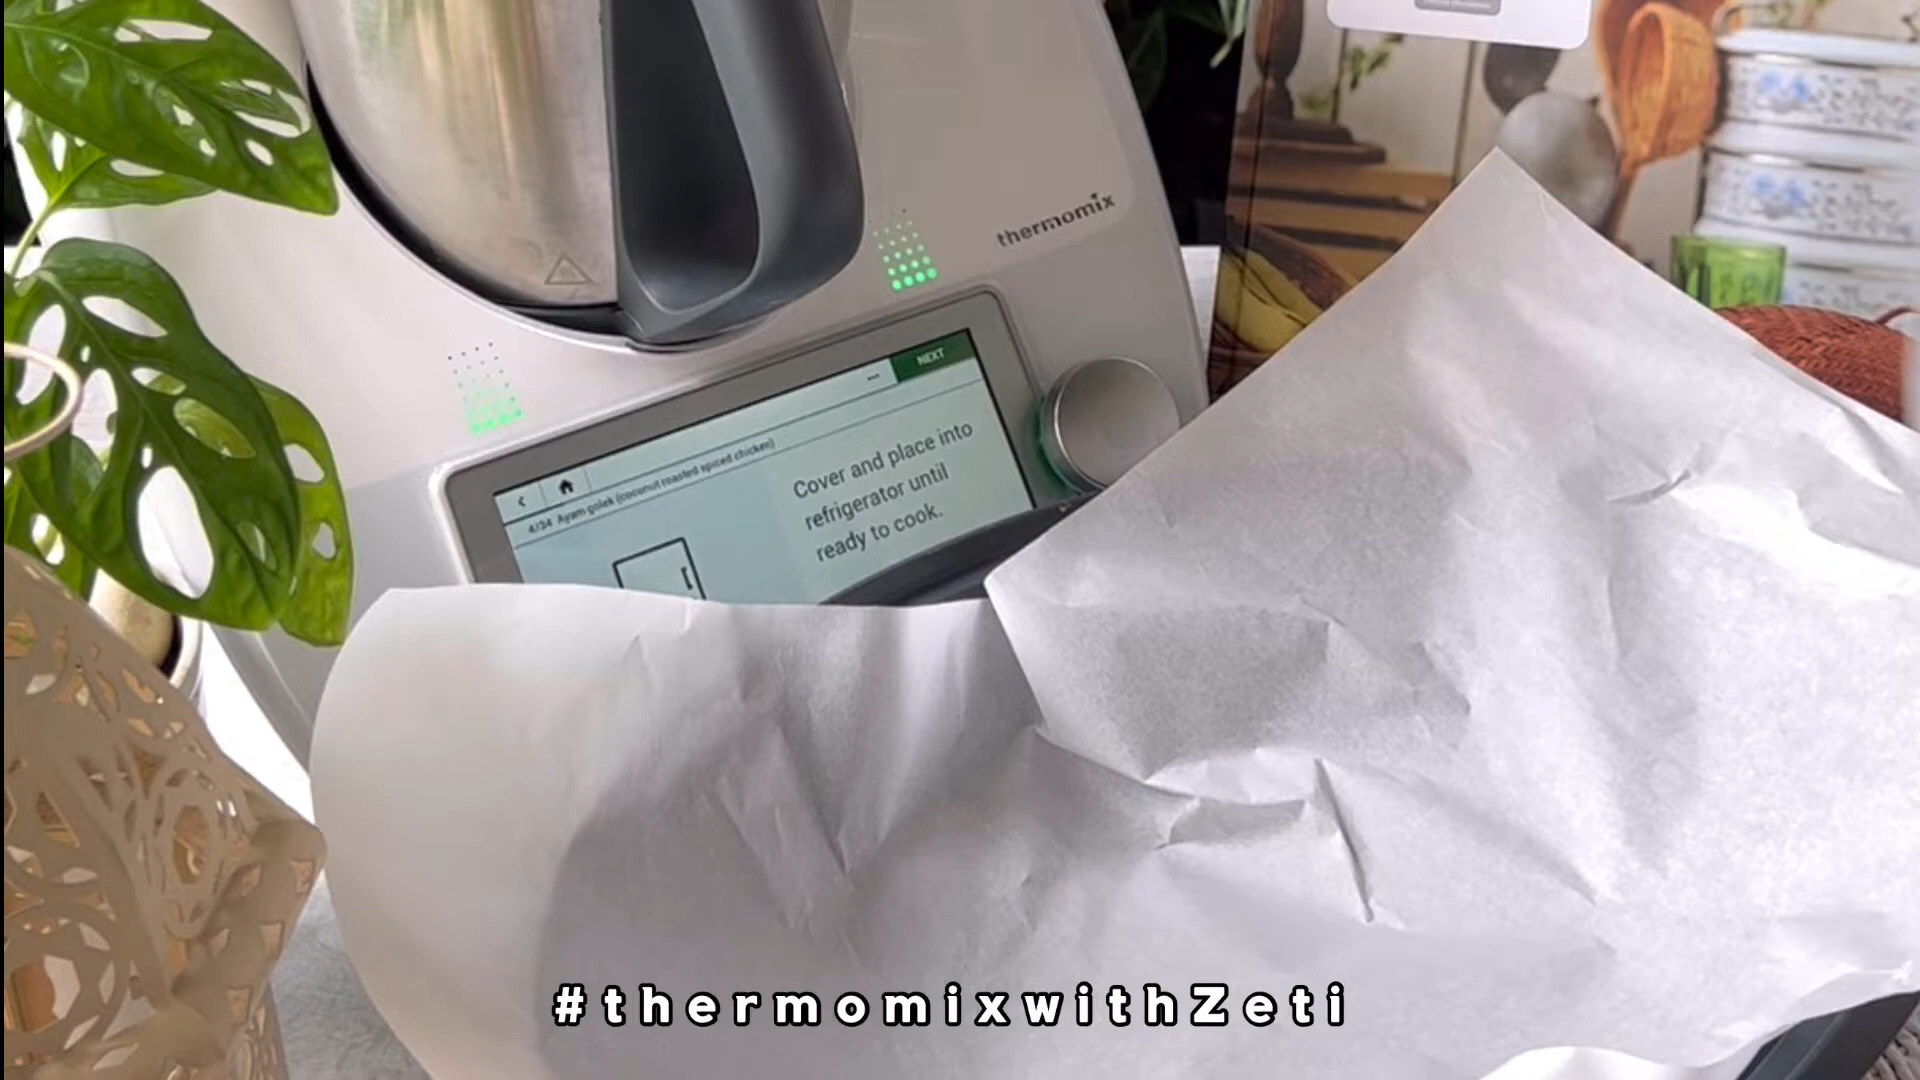 thermomix
NEXT
4/34 Ayam golek (coconut roasted spiced chicken)
Cover and place into
refrigerator until
ready to cook.
#thermomixwithZeti